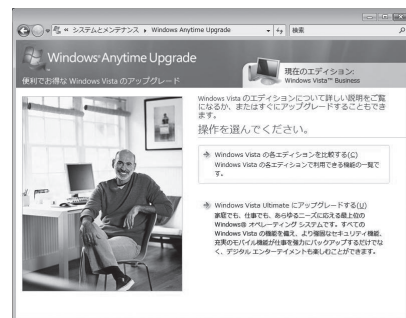 « システムとメンテナンス ▸ Windows Anytime Upgrade
検索
Windows Anytime Upgrade
便利でお得な Windows Vista のアップグレード
現在のエディション:
Windows Vista™ Business
Windows Vista のエディションについて詳しい説明をご覧
になるか、またはすぐにアップグレードすることもでき
ます。
操作を選んでください。
Windows Vista の各エディションを比較する(C)
Windows Vista の各エディションで利用できる機能の一覧で
す。
Windows Vista Ultimate にアップグレードする(U)
家庭でも、仕事でも、あらゆるニーズに応える最上位の
Windows® オペレーティング システムです。すべての
Windows Vista の機能を備え、より強固なセキュリティ機能、
充実のモバイル機能が仕事を強力にバックアップするだけでな
く、デジタル エンターテイメントも楽しむことができます。